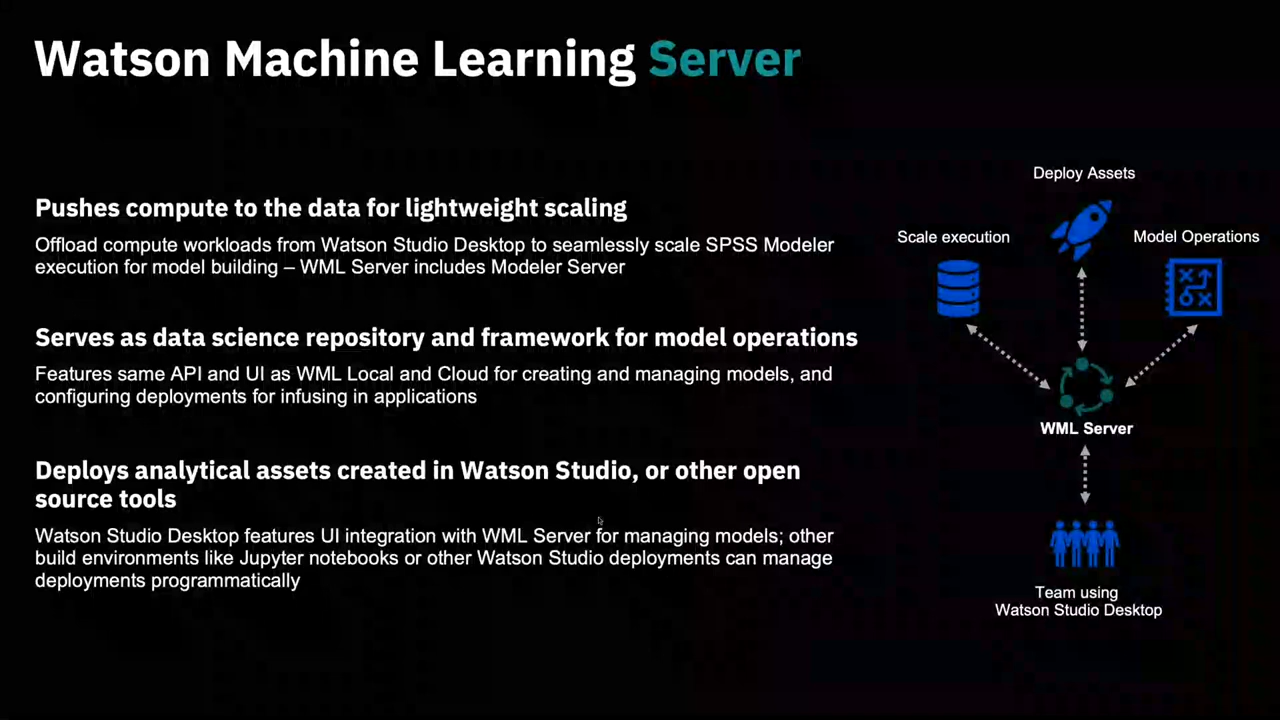 Watson Machine Learning Server
Pushes compute to the data for lightweight scaling
Offload compute workloads from Watson Studio Desktop to seamlessly scale SPSS Modeler
execution for model building – WML Server includes Modeler Server
Serves as data science repository and framework for model operations
Features same API and UI as WML Local and Cloud for creating and managing models, and
configuring deployments for infusing in applications
Deploys analytical assets created in Watson Studio, or other open
source tools
Watson Studio Desktop features UI integration with WML Server for managing models; other
build environments like Jupyter notebooks or other Watson Studio deployments can manage
deployments programmatically
Deploy Assets
Scale execution
Model Operations
WML Server
Team using
Watson Studio Desktop